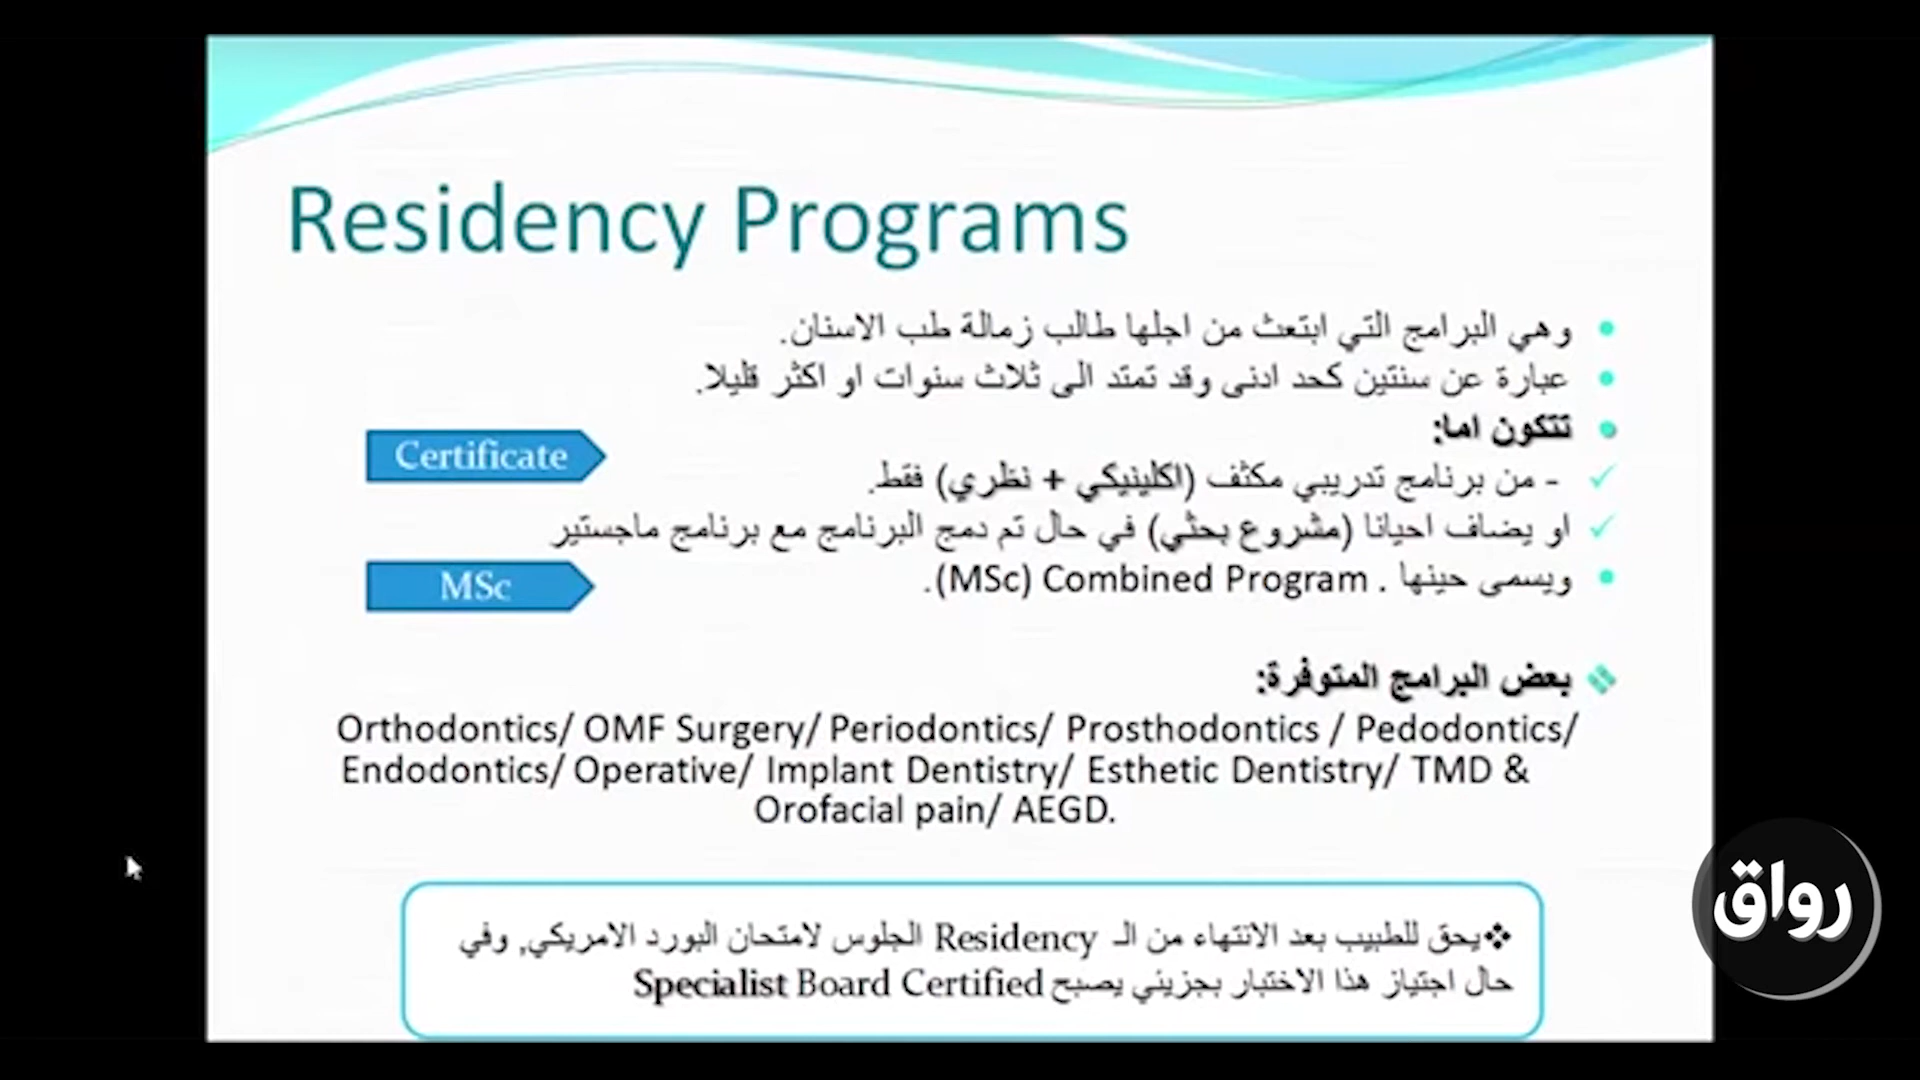 Residency Programs
وهي البرامج التي ابتعث من اجلها طالب زمالة طب الاسنان.
عبارة عن سنتين كحد ادنى وقد تمتد الى ثلاث سنوات او اكثر قليلا.
تتكون اما:
Certificate
- من برنامج تدريبي مكثف (اكلينيكي + نظري) فقط.
او يضاف احيانا (مشروع بحثي) في حال تم دمج البرنامج مع برنامج ماجستير
ويسمى حينها . Combined Program (MSc).
MSc
بعض البرامج المتوفرة:
Orthodontics/ OMF Surgery/ Periodontics/ Prosthodontics / Pedodontics/
Endodontics/ Operative/ Implant Dentistry/ Esthetic Dentistry/ TMD &
Orofacial pain/ AEGD.
يحق للطبيب بعد الانتهاء من الـ Residency الجلوس لامتحان البورد الامريكي, وفي
حال اجتياز هذا الاختبار بجزيئي يصبح Specialist Board Certified
رواق